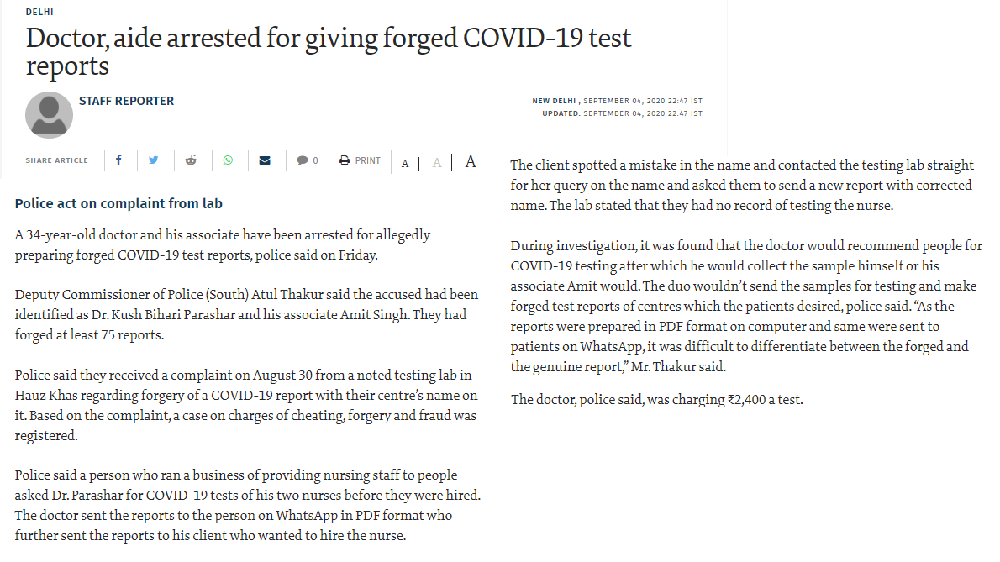 DELHI
Doctor, aide arrested for giving forged COVID-19 test
reports
STAFF REPORTER
NEW DELHI , SEPTEMBER 04, 2020 22:47 IST
UPDATED: SEPTEMBER 04, 2020 22:47 IST
SHARE ARTICLE 0 PRINT A | A | A
Police act on complaint from lab
A 34-year-old doctor and his associate have been arrested for allegedly
preparing forged COVID-19 test reports, police said on Friday.
Deputy Commissioner of Police (South) Atul Thakur said the accused had been
identified as Dr. Kush Bihari Parashar and his associate Amit Singh. They had
forged at least 75 reports.
Police said they received a complaint on August 30 from a noted testing lab in
Hauz Khas regarding forgery of a COVID-19 report with their centre’s name on
it. Based on the complaint, a case on charges of cheating, forgery and fraud was
registered.
Police said a person who ran a business of providing nursing staff to people
asked Dr. Parashar for COVID-19 tests of his two nurses before they were hired.
The doctor sent the reports to the person on WhatsApp in PDF format who
further sent the reports to his client who wanted to hire the nurse.
The client spotted a mistake in the name and contacted the testing lab straight
for her query on the name and asked them to send a new report with corrected
name. The lab stated that they had no record of testing the nurse.
During investigation, it was found that the doctor would recommend people for
COVID-19 testing after which he would collect the sample himself or his
associate Amit would. The duo wouldn’t send the samples for testing and make
forged test reports of centres which the patients desired, police said. “As the
reports were prepared in PDF format on computer and same were sent to
patients on WhatsApp, it was difficult to differentiate between the forged and
the genuine report,” Mr. Thakur said.
The doctor, police said, was charging ₹2,400 a test.